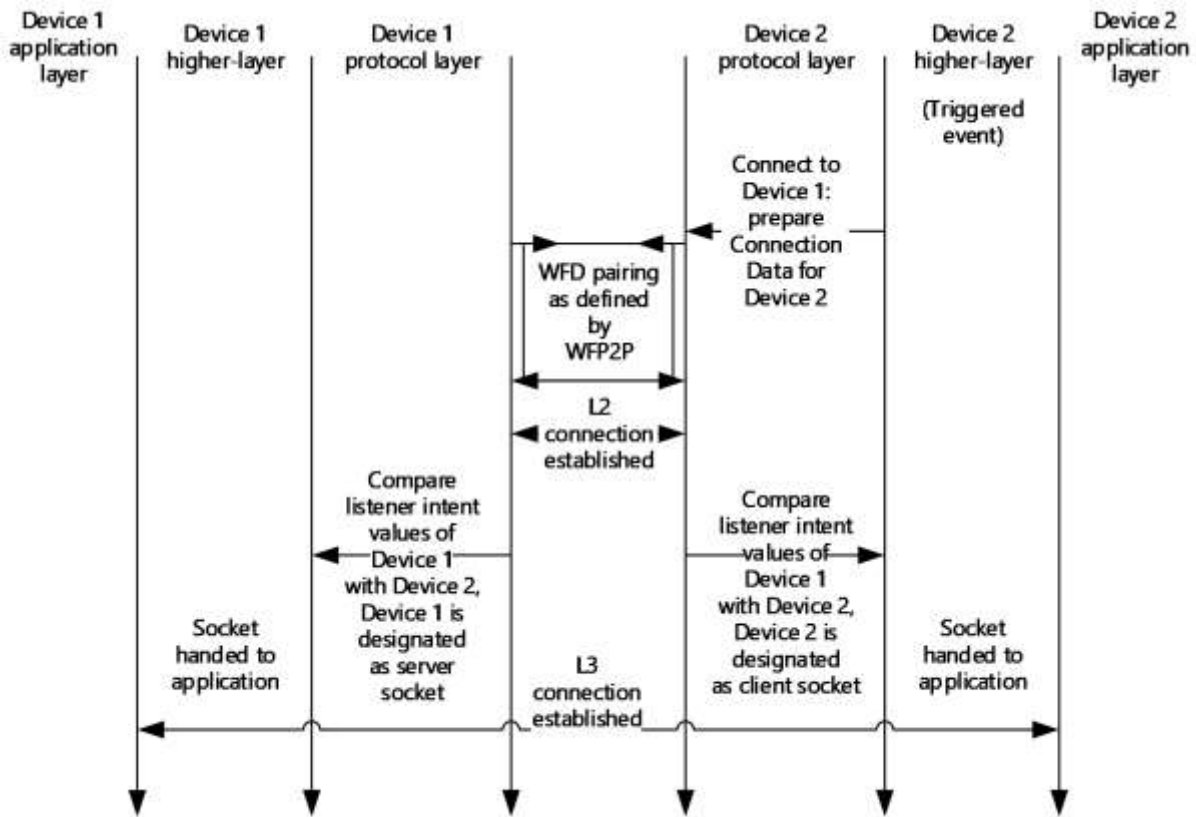 Device 1
application
layer
Device 1
higher-layer
Device 1
protocol layer
Device 2
protocol layer
Device 2
higher-layer
Device 2
application
layer
(Triggered
event)
Connect to
Device 1:
prepare
Connection
Data for
Device 2
WFD pairing
as defined
by
WFP2P
L2
connection
established
Compare
listener intent
values of
Device 1
with Device 2,
Device 1 is
designated
as server
socket
Compare
listener intent
values of
Device 1
with Device 2,
Device 2 is
designated
as client socket
Socket
handed to
application
L3
connection
established
Socket
handed to
application